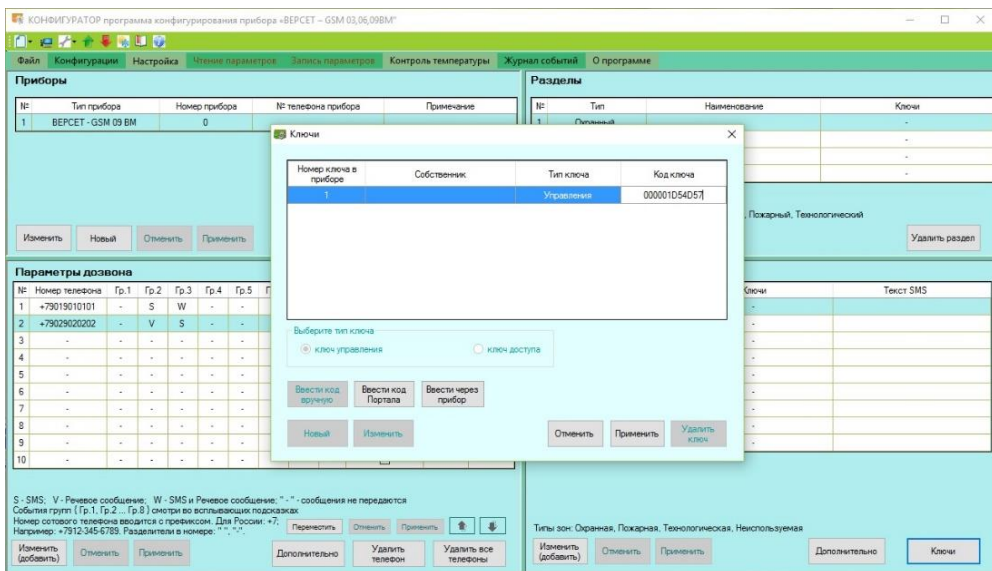 КОНФИГУРАТОР программа конфигурирования прибора «ВЕРСЕТ – GSM 03,06,09ВМ"
Файл Конфигурации Настройка Чтение параметров Запись параметров Контроль температуры Журнал событий О программе
Приборы
№ Тип прибора Номер прибора № телефона прибора Примечание
1 ВЕРСЕТ - GSM 09 ВМ 0
Изменить Новый Отменить Применить
Разделы
№ Тип Наименование Ключи
1 Охранный -
-
-
-
, Пожарный, Технологический
Удалить раздел
Ключи
Номер ключа в приборе Собственник Тип ключа Код ключа
1 Управления 000001D54D57
Выберите тип ключа
ключ управления ключ доступа
Ввести код вручную Ввести код Портала Ввести через прибор
Новый Изменить Отменить Применить Удалить ключ
Параметры дозвона
№ Номер телефона Гр.1 Гр.2 Гр.3 Гр.4 Гр.5 Г
1 +79019010101 - S W - -
2 +79029020202 - V S - -
3 - - - - - -
4 - - - - - -
5 - - - - - -
6 - - - - - -
7 - - - - - -
8 - - - - - -
9 - - - - - -
10 - - - - - -
S - SMS; V - Речевое сообщение; W - SMS и Речевое сообщение; " - " - сообщения не передаются
События групп ( Гр.1, Гр.2 ... Гр.8 ) смотри во всплывающих подсказках
Номер сотового телефона вводится с префиксом. Для России: +7;
Например: +7912-345-6789. Разделители в номере: " ", "-".
Переместить Отменить Применить
Изменить (добавить) Отменить Применить Дополнительно Удалить телефон Удалить все телефоны
Ключи Текст SMS
-
-
-
-
-
-
-
-
-
Типы зон: Охранная, Пожарная, Технологическая, Неиспользуемая
Изменить (добавить) Отменить Применить Дополнительно Ключи